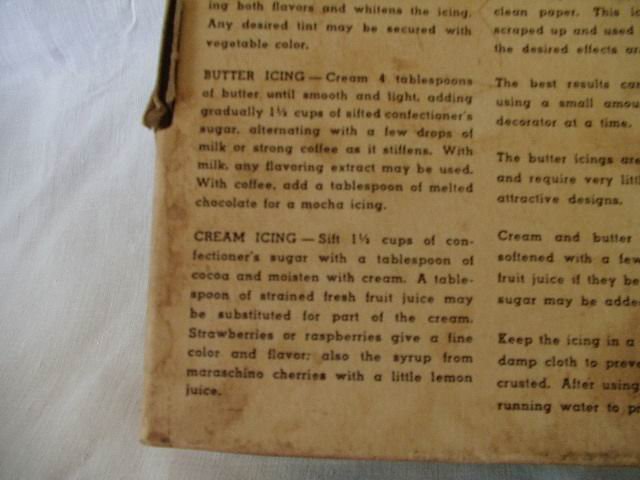 ing both flavors and whitens the icing.
Any desired tint may be secured with
vegetable color.
BUTTER ICING — Cream 4 tablespoons
of butter until smooth and light, adding
gradually 1½ cups of sifted confectioner's
sugar, alternating with a few drops of
milk or strong coffee as it stiffens. With
milk, any flavoring extract may be used.
With coffee, add a tablespoon of melted
chocolate for a mocha icing.
CREAM ICING — Sift 1½ cups of con-
fectioner's sugar with a tablespoon of
cocoa and moisten with cream. A table-
spoon of strained fresh fruit juice may
be substituted for part of the cream.
Strawberries or raspberries give a fine
color and flavor; also the syrup from
maraschino cherries with a little lemon
juice.
clean paper. This ic
scraped up and used
the desired effects ar
The best results can
using a small amou
decorator at a time.
The butter icings are
and require very littl
attractive designs.
Cream and butter
softened with a few
fruit juice if they be
sugar may be adde
Keep the icing in a
damp cloth to preve
crusted. After using
running water to pr